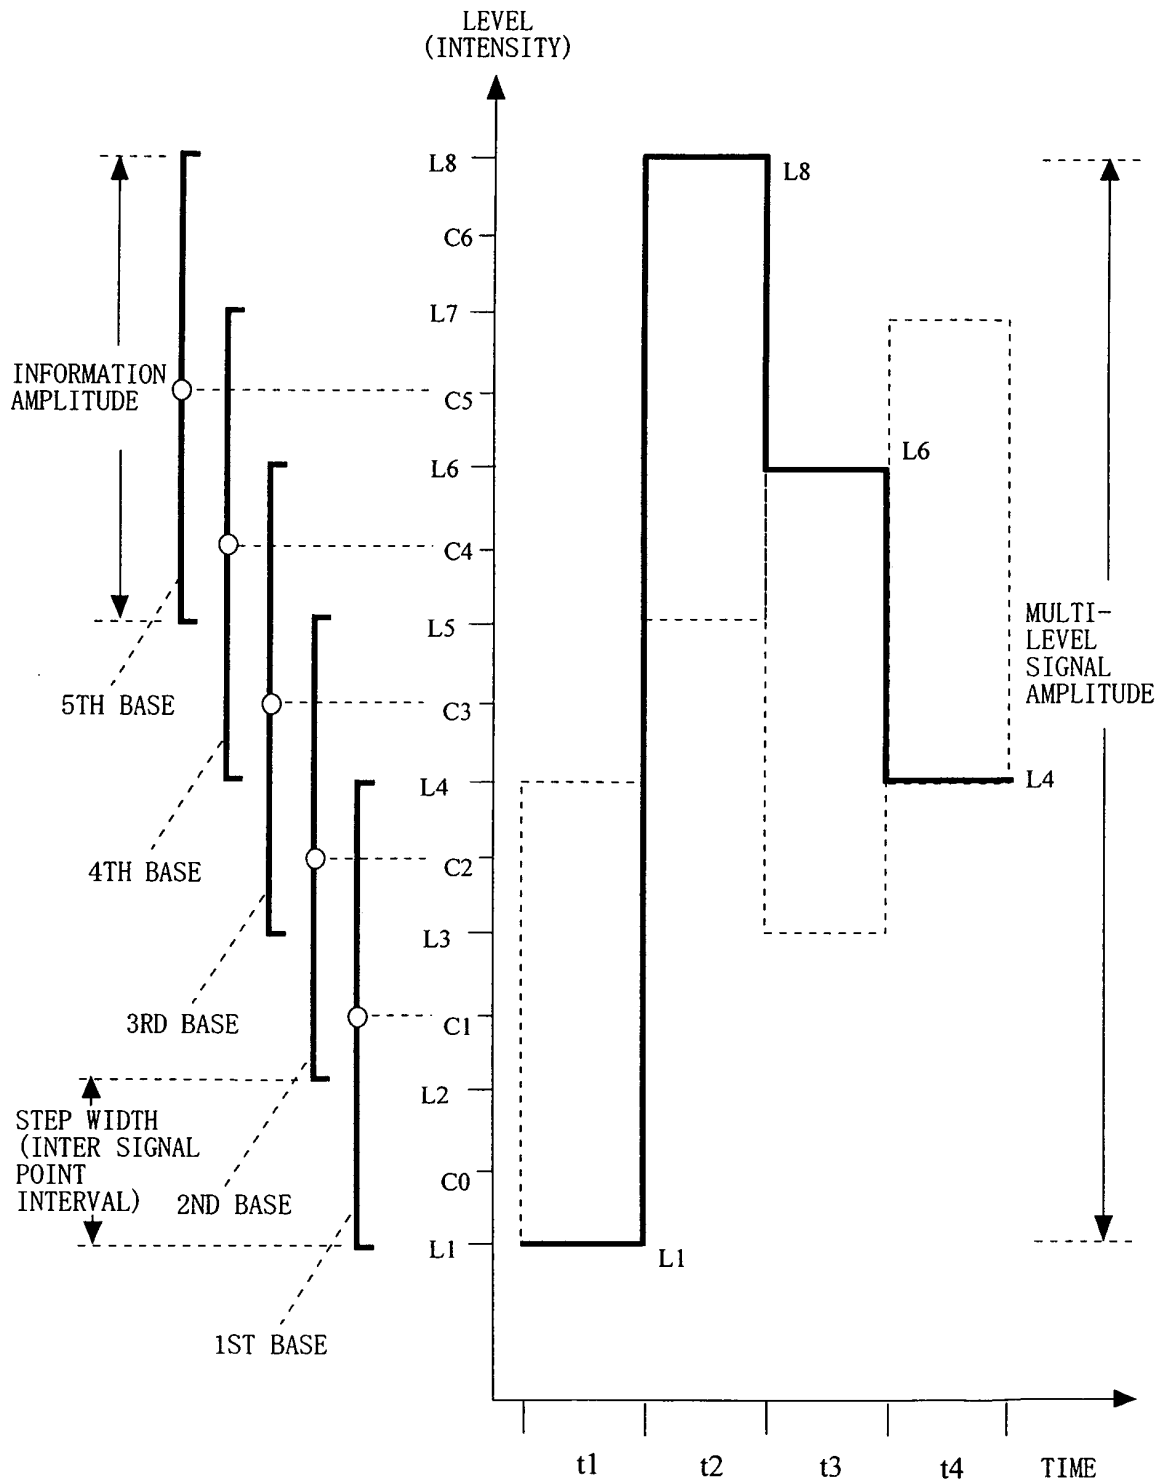 LEVEL
(INTENSITY)
L8
L8
C6
L7
INFORMATION
AMPLITUDE
C5
L6
L6
C4
MULTI-
LEVEL
SIGNAL
AMPLITUDE
L5
5TH BASE
C3
L4
L4
4TH BASE
C2
L3
3RD BASE
C1
L2
STEP WIDTH
(INTER SIGNAL
POINT
INTERVAL)
C0
2ND BASE
L1
L1
1ST BASE
t1
t2
t3
t4
TIME